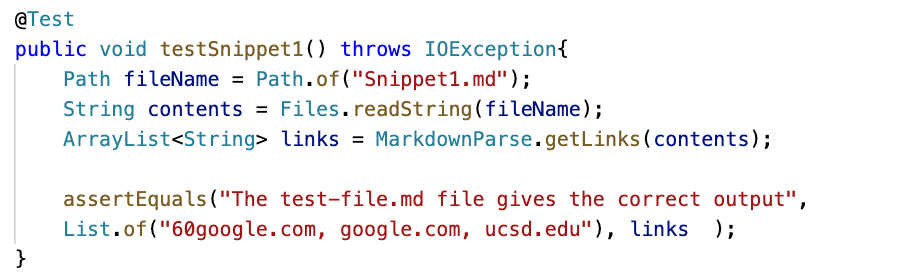 @Test
public void testSnippet1() throws IOException{
    Path fileName = Path.of("Snippet1.md");
    String contents = Files.readString(fileName);
    ArrayList<String> links = MarkdownParse.getLinks(contents);

    assertEquals("The test-file.md file gives the correct output",
    List.of("60google.com, google.com, ucsd.edu"), links  );
}